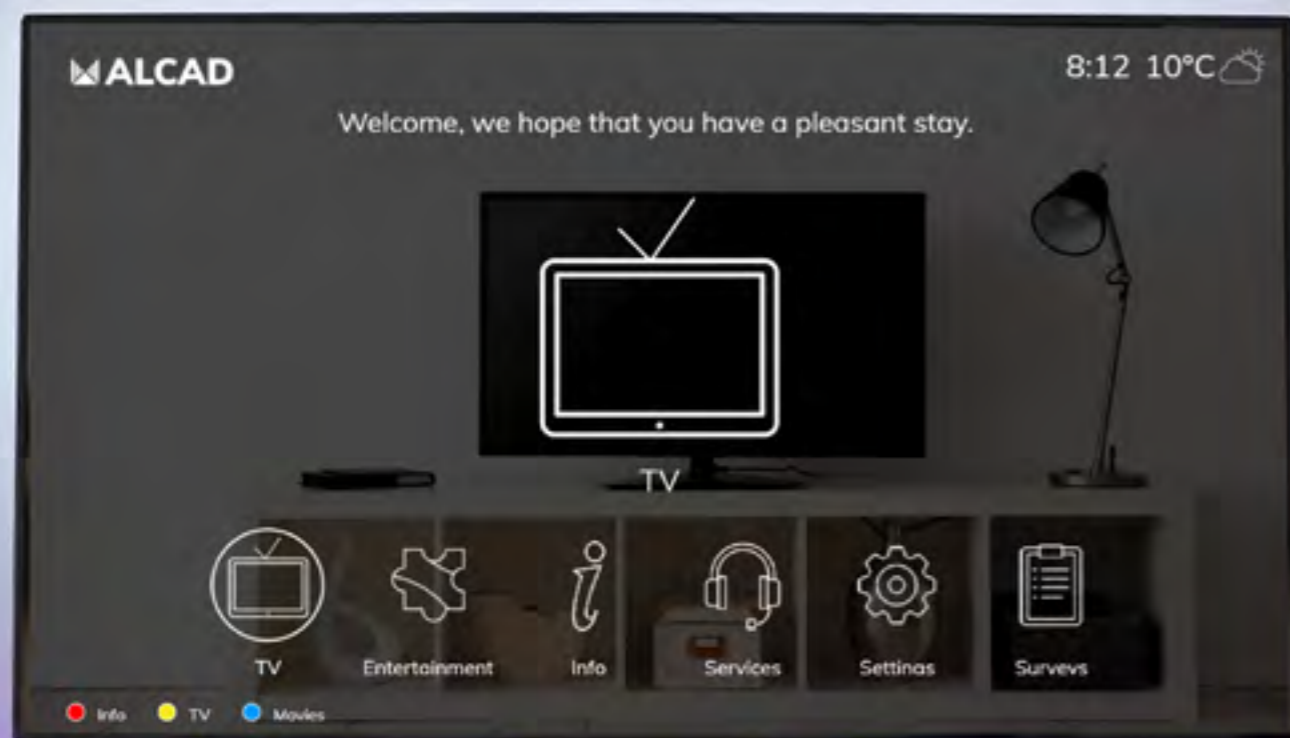 ALCAD
8:12 10°C
Welcome, we hope that you have a pleasant stay.
TV
TV Entertainment Info Services Settings Surveys
Info TV Movies